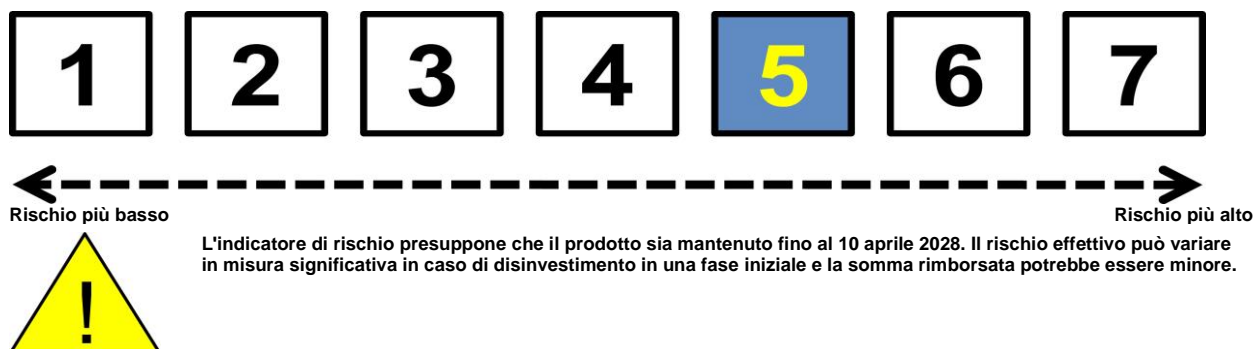 1 2 3 4 5 6 7
Rischio più basso Rischio più alto
L'indicatore di rischio presuppone che il prodotto sia mantenuto fino al 10 aprile 2028. Il rischio effettivo può variare
in misura significativa in caso di disinvestimento in una fase iniziale e la somma rimborsata potrebbe essere minore.
!